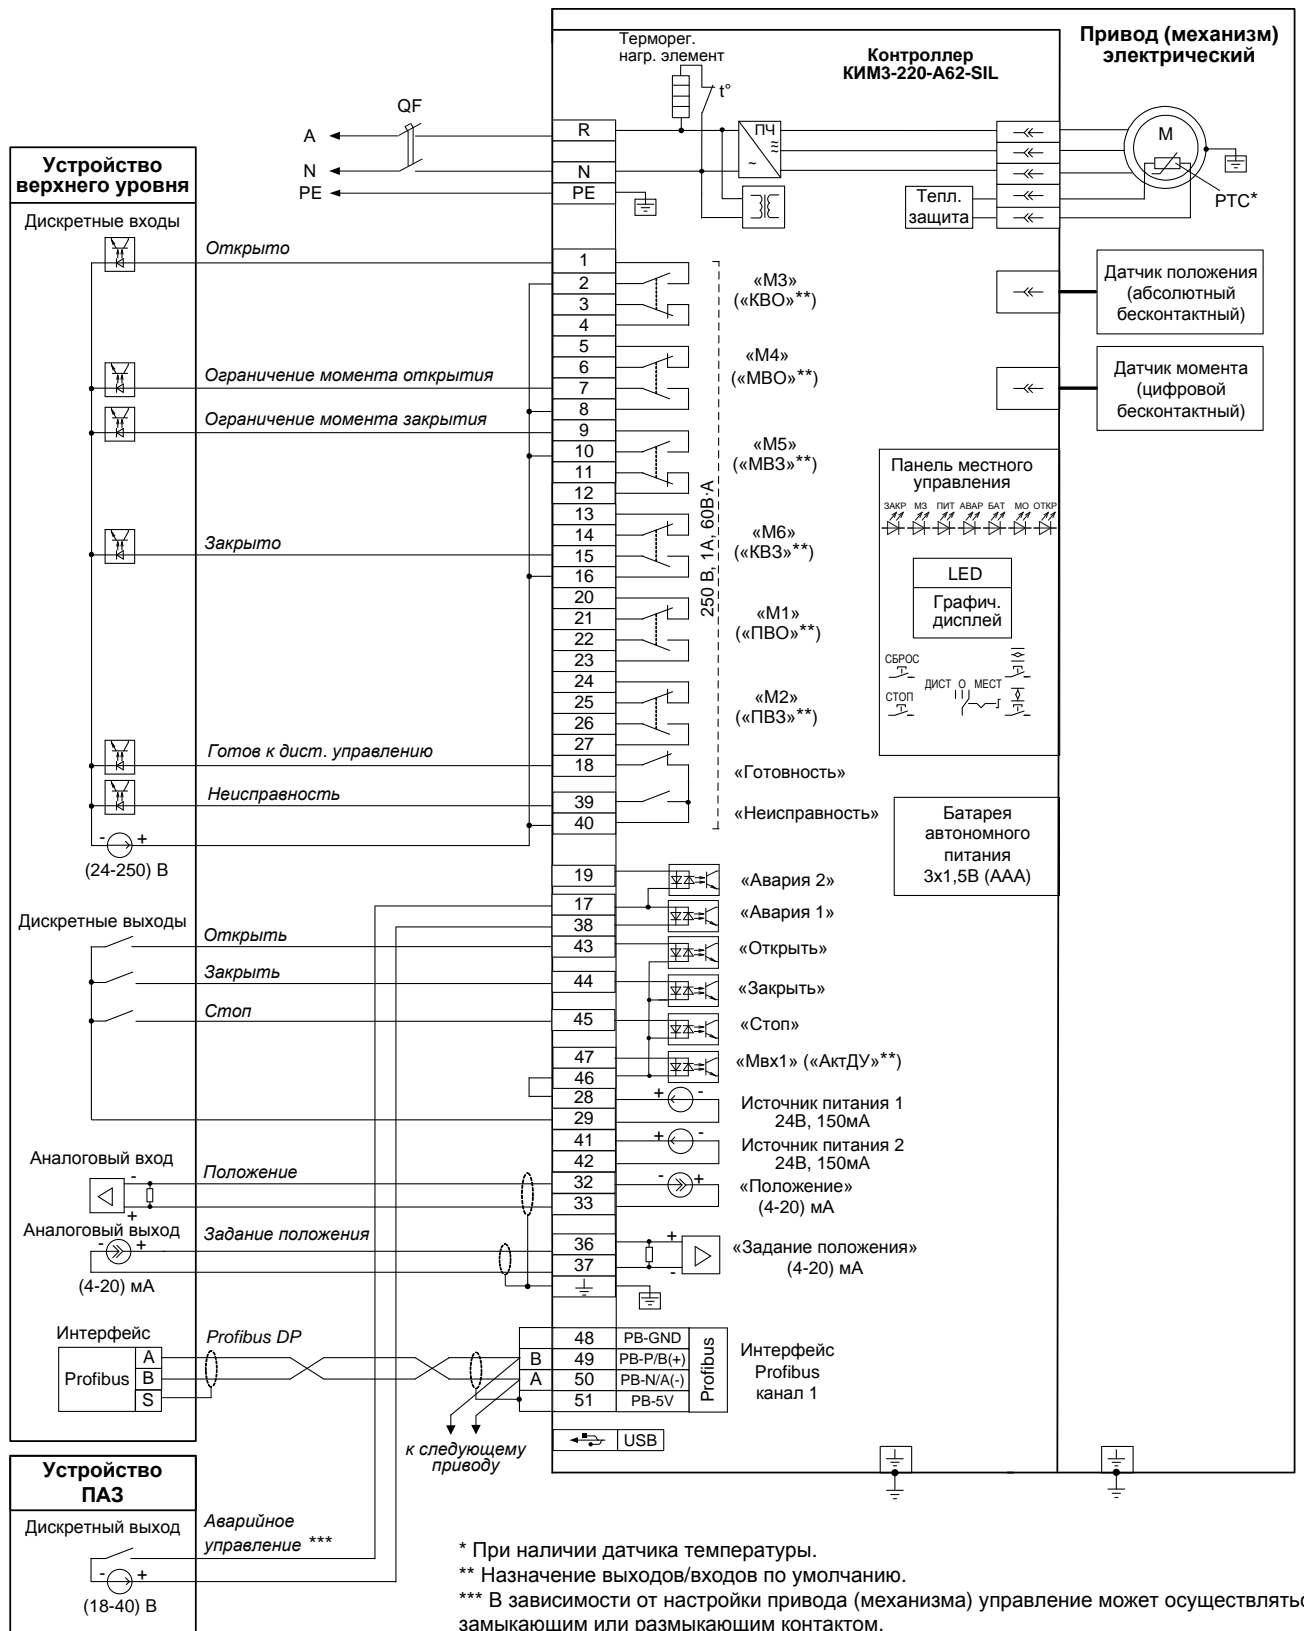 Привод (механизм)
электрический
Терморег.
нагр. элемент
Контроллер
КИМ3-220-А62-SIL
t°
QF
A
R
ПЧ
≂
~
M
N
N
PE
PE
Тепл.
защита
PTC*
Устройство
верхнего уровня
Дискретные входы
Открыто
1
2
3
4
«М3»
(«КВО»**)
Датчик положения
(абсолютный
бесконтактный)
5
6
7
8
«М4»
(«МВО»**)
Ограничение момента открытия
Датчик момента
(цифровой
бесконтактный)
Ограничение момента закрытия
9
10
11
12
«М5»
(«МВЗ»**)
250 В, 1А, 60В·А
Панель местного
управления
ЗАКР МЗ ПИТ АВАР БАТ МО ОТКР
Закрыто
13
14
15
16
«М6»
(«КВЗ»**)
LED
Графич.
дисплей
20
21
22
23
«М1»
(«ПВО»**)
СБРОС
СТОП
ДИСТ О МЕСТ
24
25
26
27
«М2»
(«ПВЗ»**)
Готов к дист. управлению
18
«Готовность»
Неисправность
39
40
«Неисправность»
- +
(24-250) В
Батарея
автономного
питания
3х1,5В (ААА)
19
«Авария 2»
17
38
«Авария 1»
Дискретные выходы
Открыть
43
«Открыть»
Закрыть
44
«Закрыть»
Стоп
45
«Стоп»
47
46
«Мвх1» («АктДУ»**)
28
29
+ -
Источник питания 1
24В, 150мА
41
42
+ -
Источник питания 2
24В, 150мА
Аналоговый вход
-
+
Положение
32
33
- +
«Положение»
(4-20) мА
Аналоговый выход
- +
(4-20) мА
Задание положения
36
37
+
-
«Задание положения»
(4-20) мА
Интерфейс
Profibus
A
B
S
Profibus DP
B
A
48 PB-GND
49 PB-P/B(+)
50 PB-N/A(-)
51 PB-5V
Profibus
Интерфейс
Profibus
канал 1
к следующему
приводу
USB
Устройство
ПАЗ
Дискретный выход
- +
(18-40) В
Аварийное
управление ***
* При наличии датчика температуры.
** Назначение выходов/входов по умолчанию.
*** В зависимости от настройки привода (механизма) управление может осуществлятьс
замыкающим или размыкающим контактом.